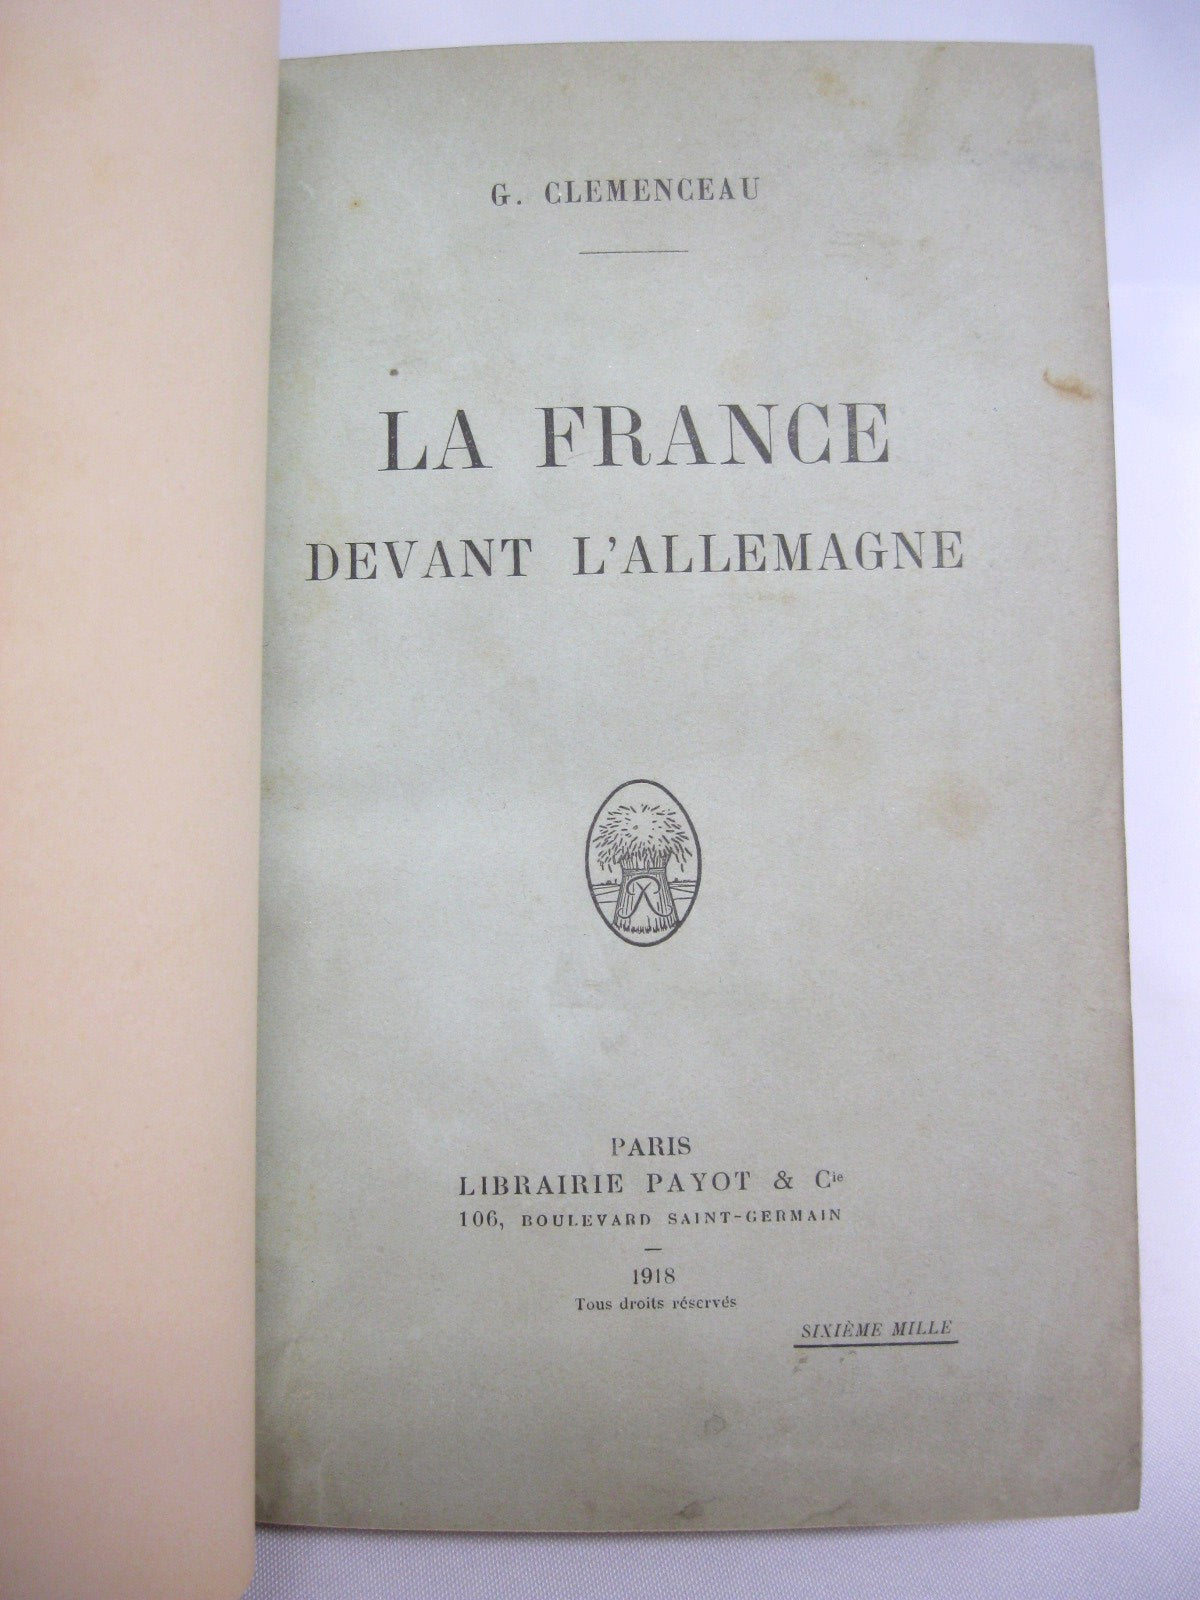 G. CLEMENCEAU
LA FRANCE
DEVANT L'ALLEMAGNE
PARIS
LIBRAIRIE PAYOT & Cie
106, BOULEVARD SAINT-GERMAIN
1918
Tous droits réservés
SIXIÈME MILLE